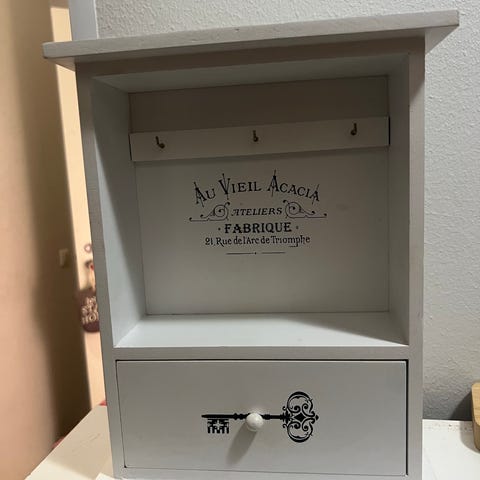 Au Vieil Acacia
Ateliers
· FABRIQUE ·
21, Rue de l'Arc de Triomphe